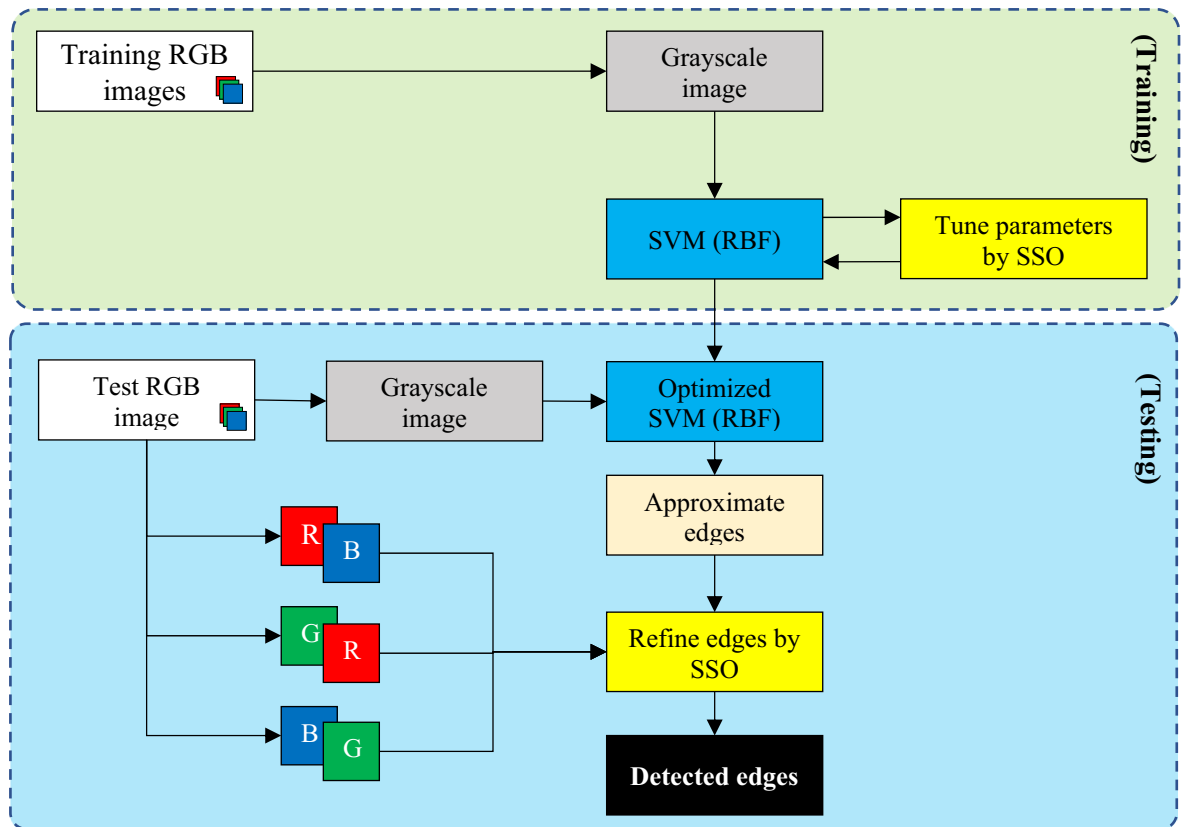 Training RGB
images
Grayscale
image
(Training)
SVM (RBF)
Tune parameters
by SSO
Test RGB
image
Grayscale
image
Optimized
SVM (RBF)
(Testing)
Approximate
edges
R
B
G
R
Refine edges by
SSO
B
G
Detected edges